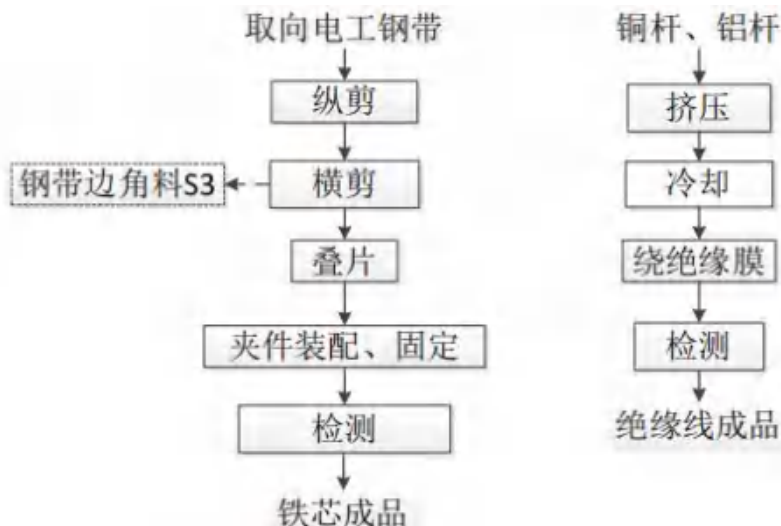 取向电工钢带
纵剪
钢带边角料S3
横剪
叠片
夹件装配、固定
检测
铁芯成品
铜杆、铝杆
挤压
冷却
绕绝缘膜
检测
绝缘线成品